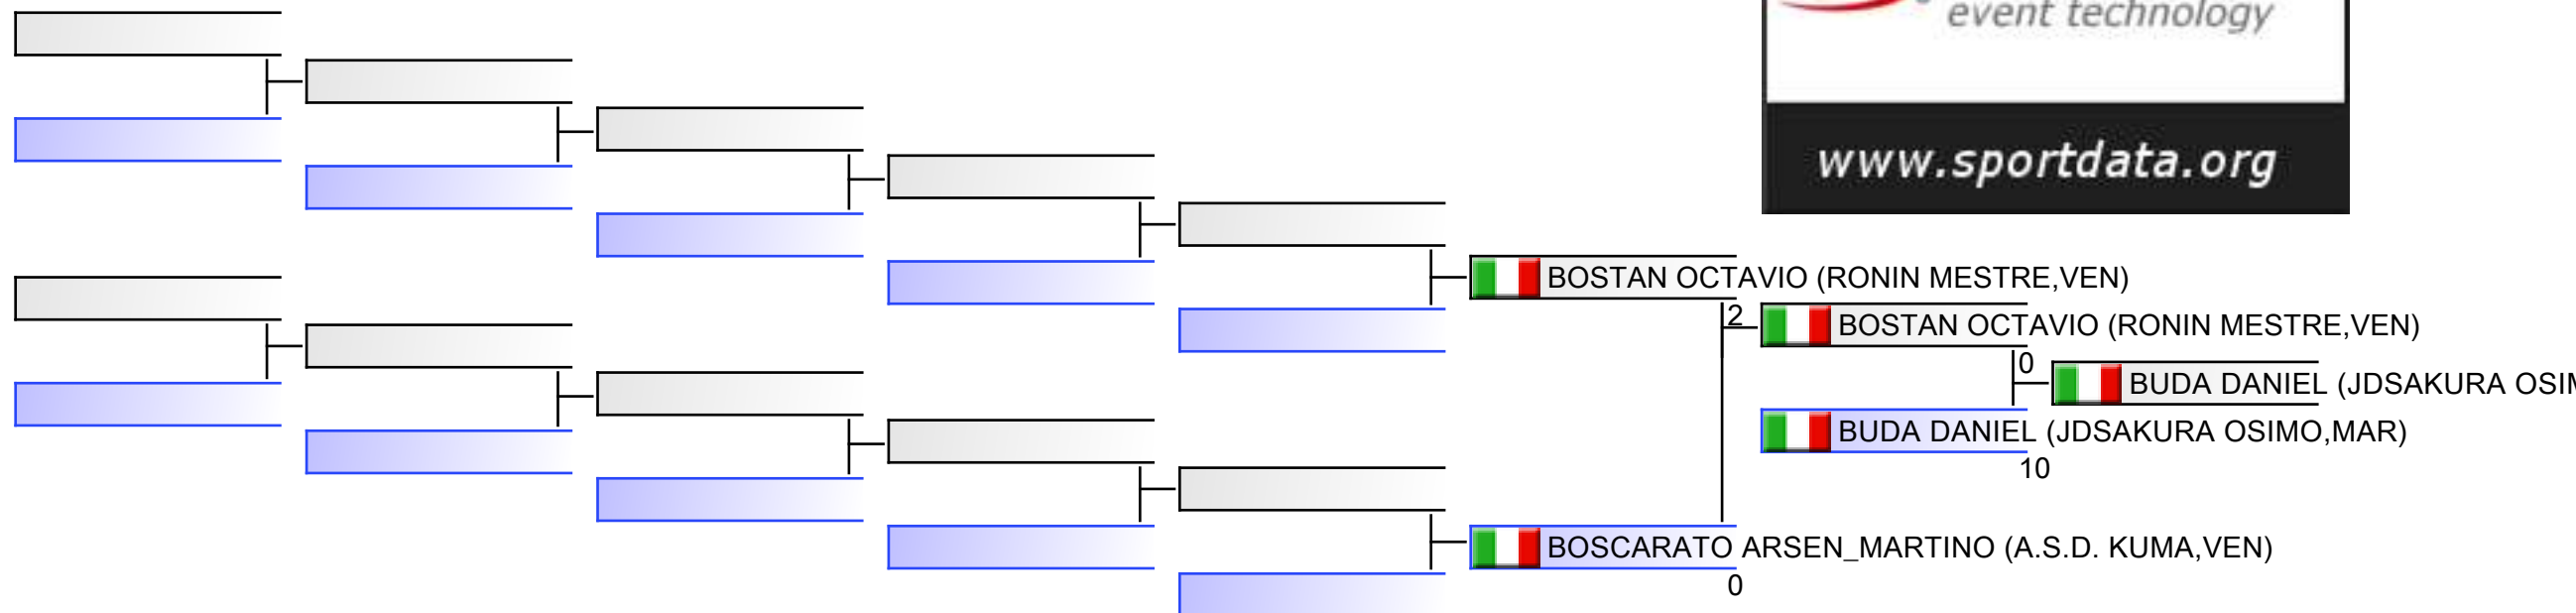 event technology
www.sportdata.org
BOSTAN OCTAVIO (RONIN MESTRE,VEN)
2
BOSTAN OCTAVIO (RONIN MESTRE,VEN)
0
BUDA DANIEL (JDSAKURA
BUDA DANIEL (JDSAKURA OSIMO,MAR)
10
BOSCARATO ARSEN_MARTINO (A.S.D. KUMA,VEN)
0